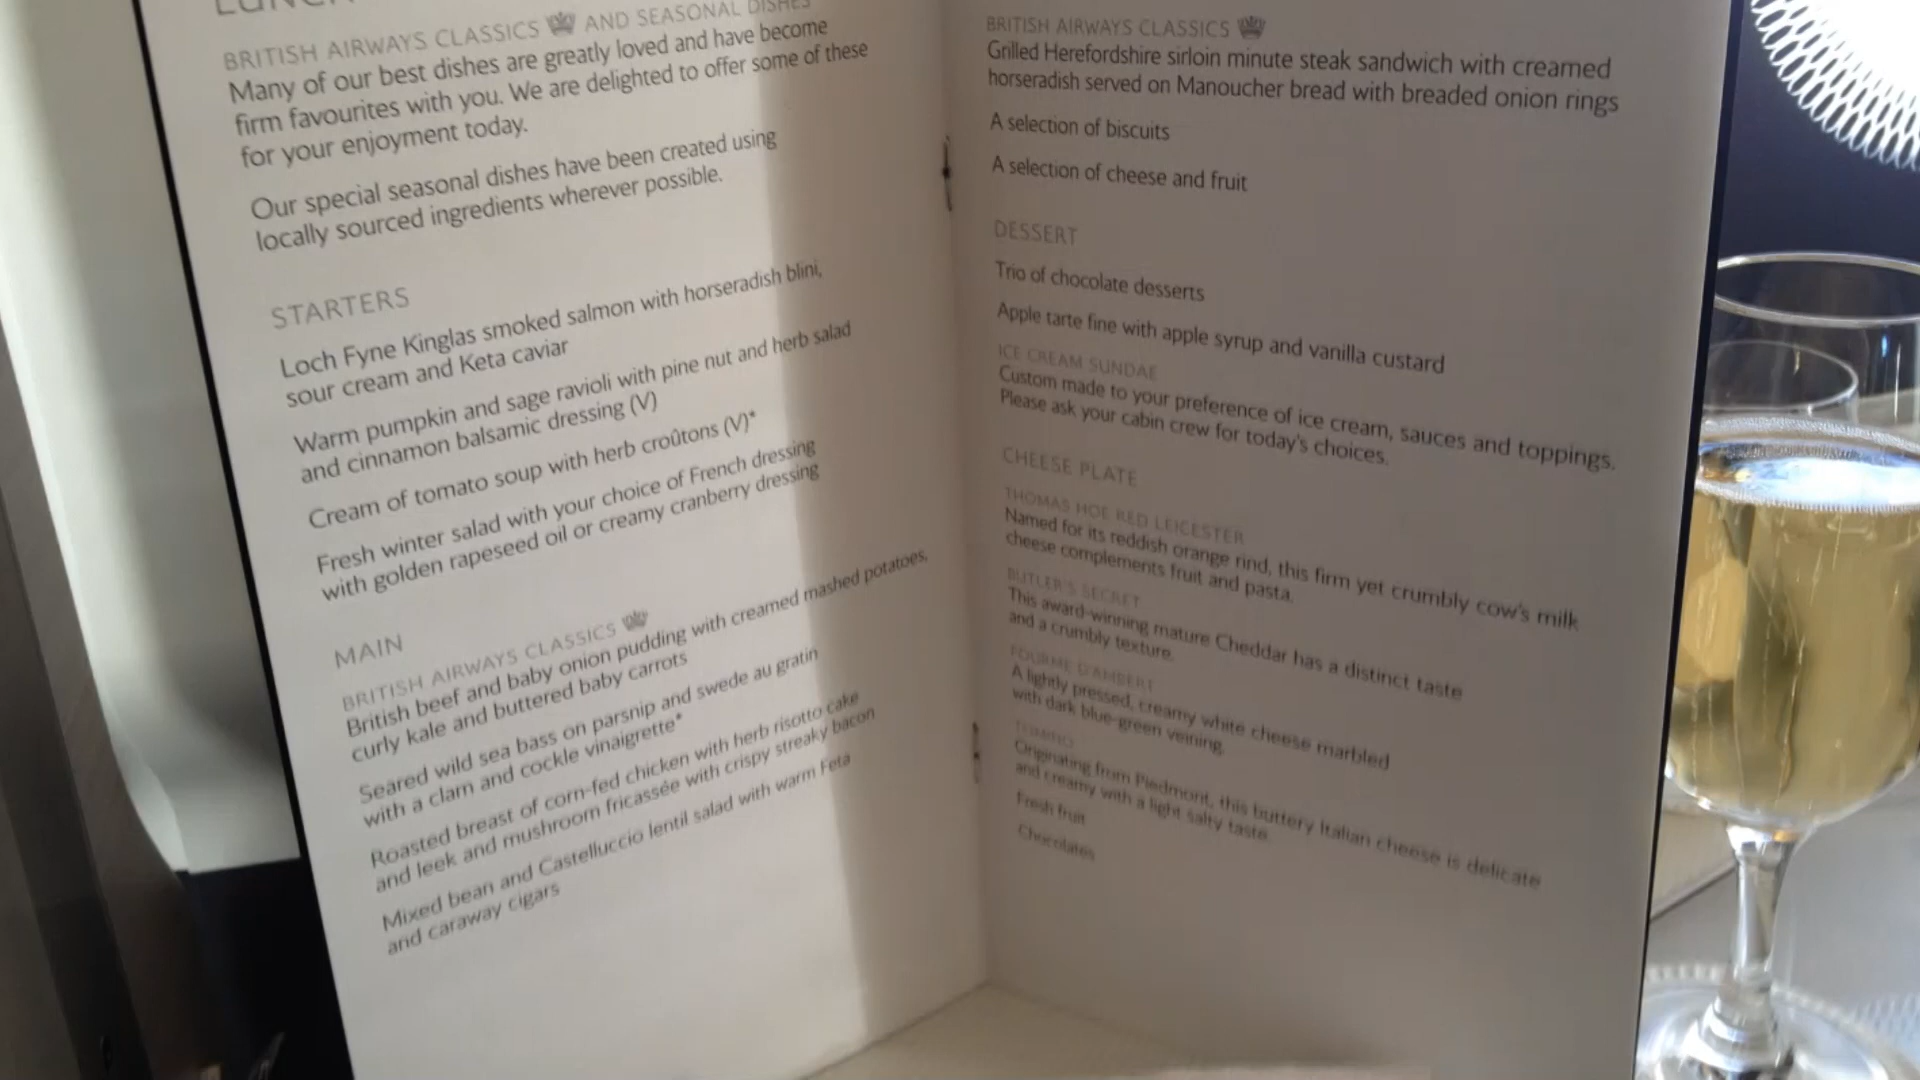 LUNCH
BRITISH AIRWAYS CLASSICS AND SEASONAL DISHES
Many of our best dishes are greatly loved and have become
firm favourites with you. We are delighted to offer some of these
for your enjoyment today.
Our special seasonal dishes have been created using
locally sourced ingredients wherever possible.
STARTERS
Loch Fyne Kinglas smoked salmon with horseradish blini,
sour cream and Keta caviar
Warm pumpkin and sage ravioli with pine nut and herb salad
and cinnamon balsamic dressing (V)
Cream of tomato soup with herb croûtons (V)*
Fresh winter salad with your choice of French dressing
with golden rapeseed oil or creamy cranberry dressing
MAIN
BRITISH AIRWAYS CLASSICS
British beef and baby onion pudding with creamed mashed potatoes,
curly kale and buttered baby carrots
Seared wild sea bass on parsnip and swede au gratin
with a clam and cockle vinaigrette*
Roasted breast of corn-fed chicken with herb risotto cake
and leek and mushroom fricassée with crispy streaky bacon
Mixed bean and Castelluccio lentil salad with warm Feta
and caraway cigars
BRITISH AIRWAYS CLASSICS
Grilled Herefordshire sirloin minute steak sandwich with creamed
horseradish served on Manoucher bread with breaded onion rings
A selection of biscuits
A selection of cheese and fruit
DESSERT
Trio of chocolate desserts
Apple tarte fine with apple syrup and vanilla custard
ICE CREAM SUNDAE
Custom made to your preference of ice cream, sauces and toppings.
Please ask your cabin crew for today's choices.
CHEESE PLATE
THOMAS HOE RED LEICESTER
Named for its reddish orange rind, this firm yet crumbly cow's milk
cheese complements fruit and pasta.
BUTLER'S SECRET
This award-winning mature Cheddar has a distinct taste
and a crumbly texture.
FOURME D'AMBERT
A lightly pressed, creamy white cheese marbled
with dark blue-green veining.
Originating from Piedmont, this buttery Italian cheese is delicate
and creamy with a light salty taste.
Fresh fruit
Chocolates